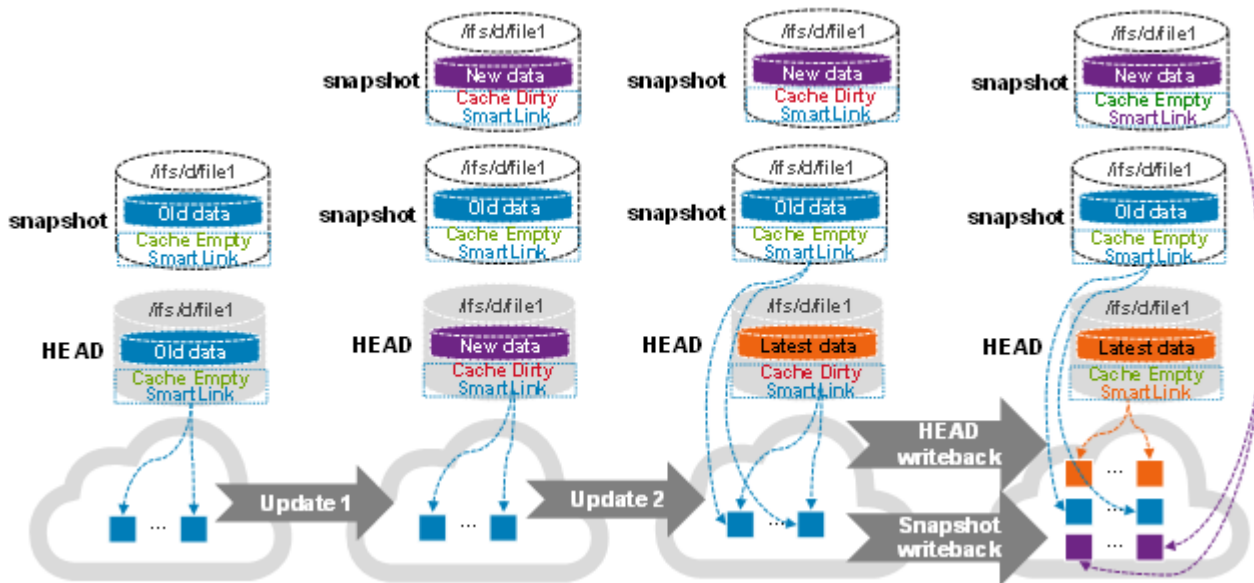 /ifs/d/file1
/ifs/d/file1
/ifs/d/file1
snapshot
New data
snapshot
New data
snapshot
New data
Cache Dirty
Cache Dirty
Cache Empty
SmartLink
SmartLink
SmartLink
/ifs/d/file1
/ifs/d/file1
/ifs/d/file1
/ifs/d/file1
snapshot
Old data
snapshot
Old data
snapshot
Old data
snapshot
Old data
Cache Empty
Cache Empty
Cache Empty
Cache Empty
SmartLink
SmartLink
SmartLink
SmartLink
/ifs/d/file1
/ifs/d/file1
/ifs/d/file1
/ifs/d/file1
HEAD
Old data
HEAD
New data
HEAD
Latest data
HEAD
Latest data
Cache Empty
Cache Dirty
Cache Dirty
Cache Empty
SmartLink
SmartLink
SmartLink
SmartLink
HEAD
writeback
...
Update 1
Update 2
...
...
...
...
Snapshot
writeback
...